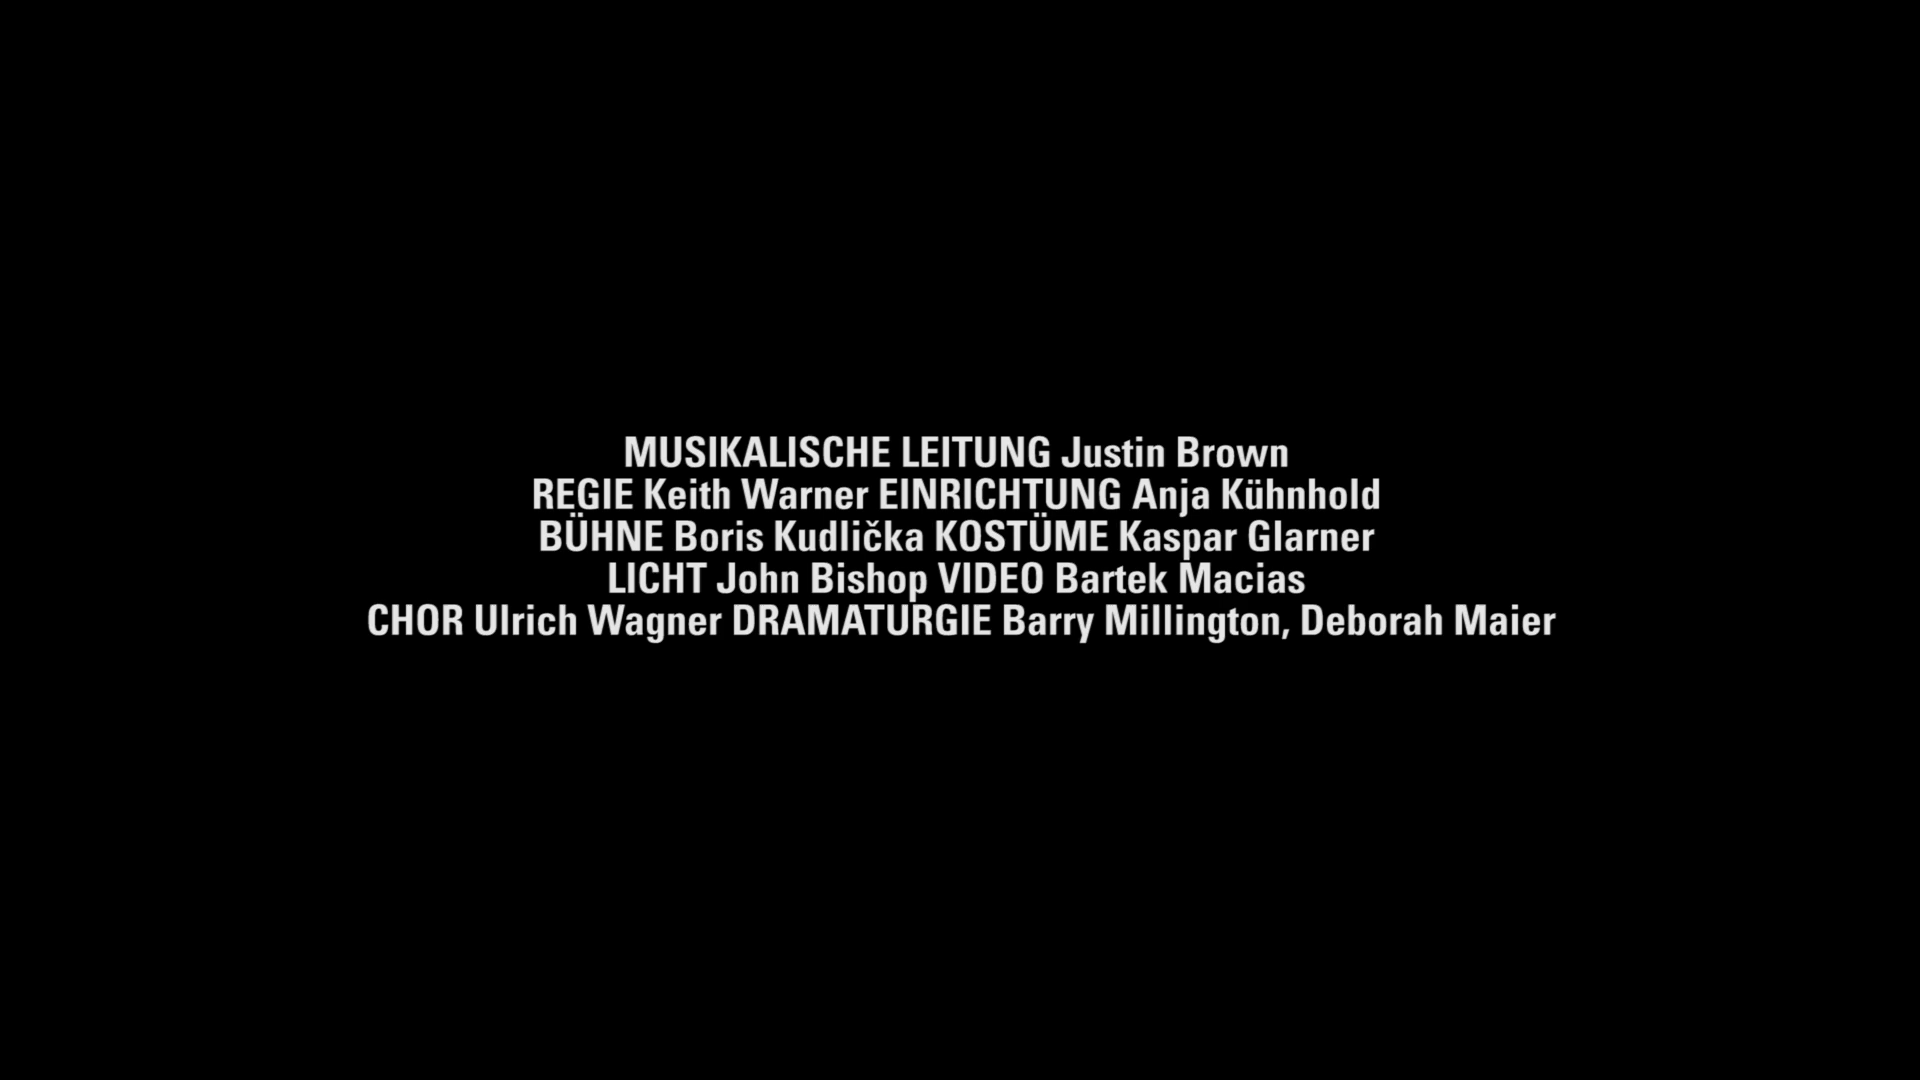 MUSIKALISCHE LEITUNG Justin Brown
REGIE Keith Warner EINRICHTUNG Anja Kühnhold
BÜHNE Boris Kudlička KOSTÜME Kaspar Glarner
LICHT John Bishop VIDEO Bartek Macias
CHOR Ulrich Wagner DRAMATURGIE Barry Millington, Deborah Maier